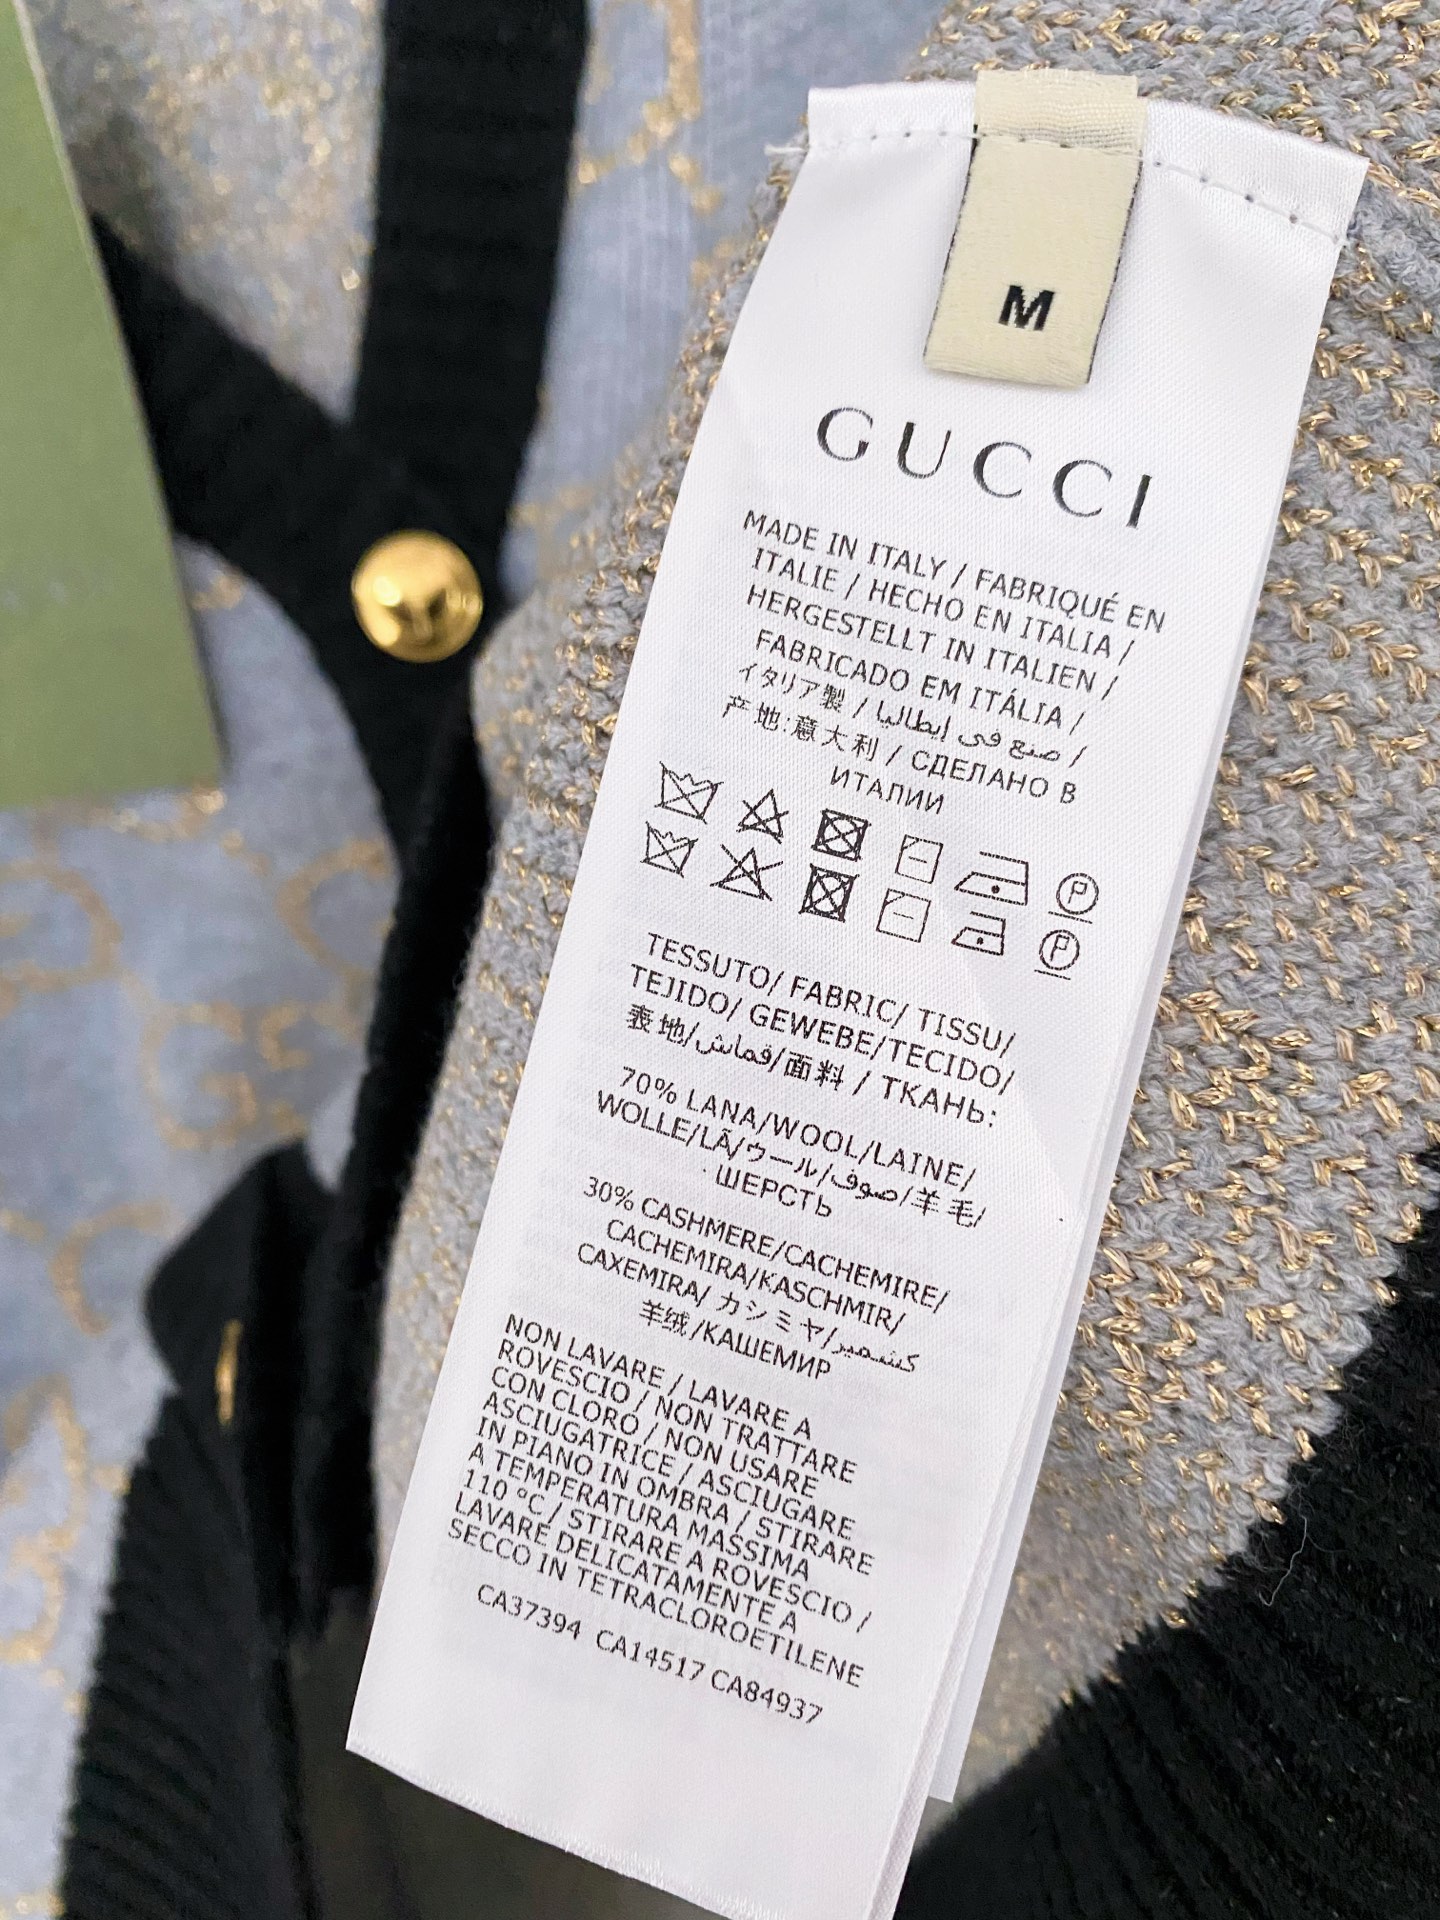 M
GUCCI
MADE IN ITALY / FABRIQUÉ EN
ITALIE / HECHO EN ITALIA /
HERGESTELLT IN ITALIEN /
FABRICADO EM ITÁLIA /
イタリア製 / صنع في إيطاليا /
产地:意大利 / СДЕЛАНО В
ИТАЛИИ
P
P
TESSUTO/ FABRIC/ TISSU/
TEJIDO/ GEWEBE/TECIDO/
表地/قماش/面料 / ТКАНЬ:
70% LANA/WOOL/LAINE/
WOLLE/LÃ/ウール/صوف/羊毛/
ШЕРСТЬ
30% CASHMERE/CACHEMIRE/
CACHEMIRA/KASCHMIR/
CAXEMIRA/ カシミヤ/كشمير/
羊绒/КАШЕМИР
NON LAVARE / LAVARE A
ROVESCIO / NON TRATTARE
CON CLORO / NON USARE
ASCIUGATRICE / ASCIUGARE
IN PIANO IN OMBRA / STIRARE
A TEMPERATURA MASSIMA
110 °C / STIRARE A ROVESCIO /
LAVARE DELICATAMENTE A
SECCO IN TETRACLOROETILENE
CA37394 CA14517 CA84937